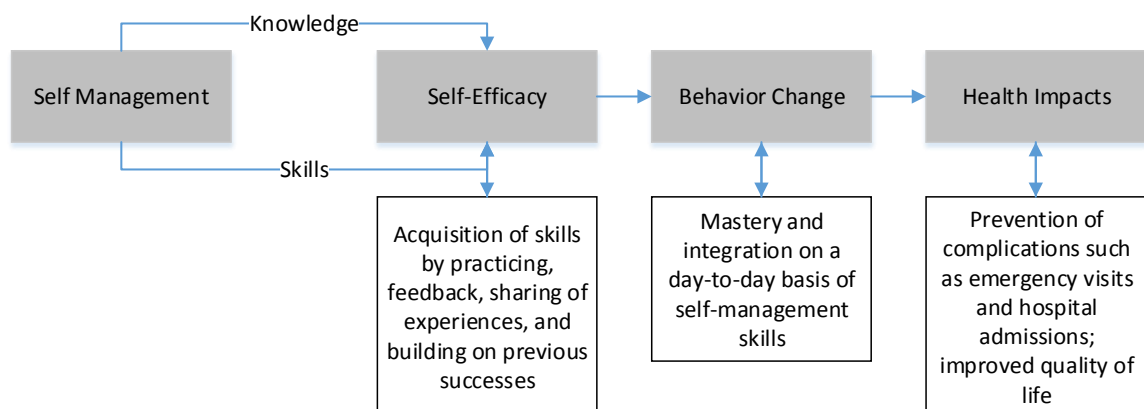 Knowledge
Self Management
Self-Efficacy
Behavior Change
Health Impacts
Skills
Acquisition of skills
by practicing,
feedback, sharing of
experiences, and
building on previous
successes
Mastery and
integration on a
day-to-day basis of
self-management
skills
Prevention of
complications such
as emergency visits
and hospital
admissions;
improved quality of
life